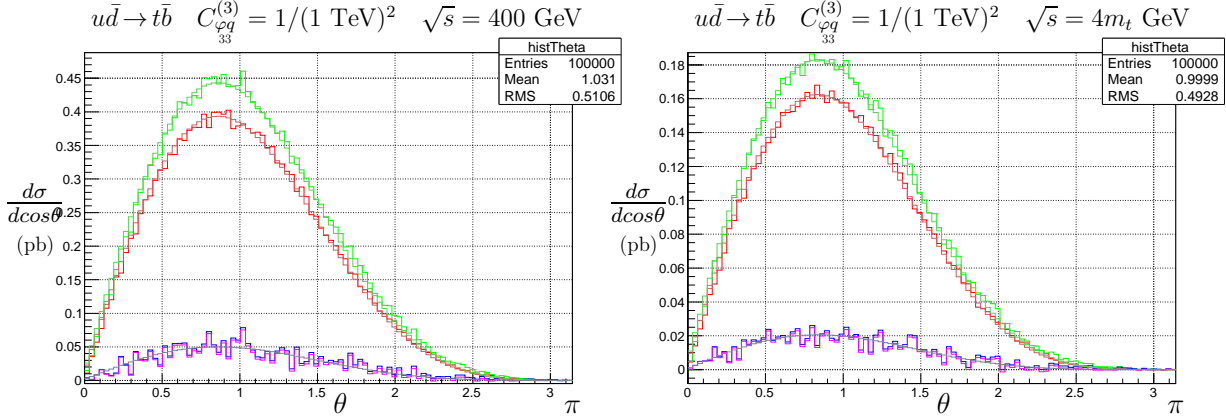 ud̄ → tb̄ C_{φq 33}^{(3)} = 1/(1 TeV)² √s = 400 GeV
histTheta
Entries 100000
Mean 1.031
RMS 0.5106
0.45
0.4
0.35
0.3
0.25
0.2
0.15
0.1
0.05
0
dσ/dcosθ
(pb)
0 0.5 1 1.5 2 2.5 3
θ π
ud̄ → tb̄ C_{φq 33}^{(3)} = 1/(1 TeV)² √s = 4m_t GeV
histTheta
Entries 100000
Mean 0.9999
RMS 0.4928
0.18
0.16
0.14
0.12
0.1
0.08
0.06
0.04
0.02
0
dσ/dcosθ
(pb)
0 0.5 1 1.5 2 2.5 3
θ π